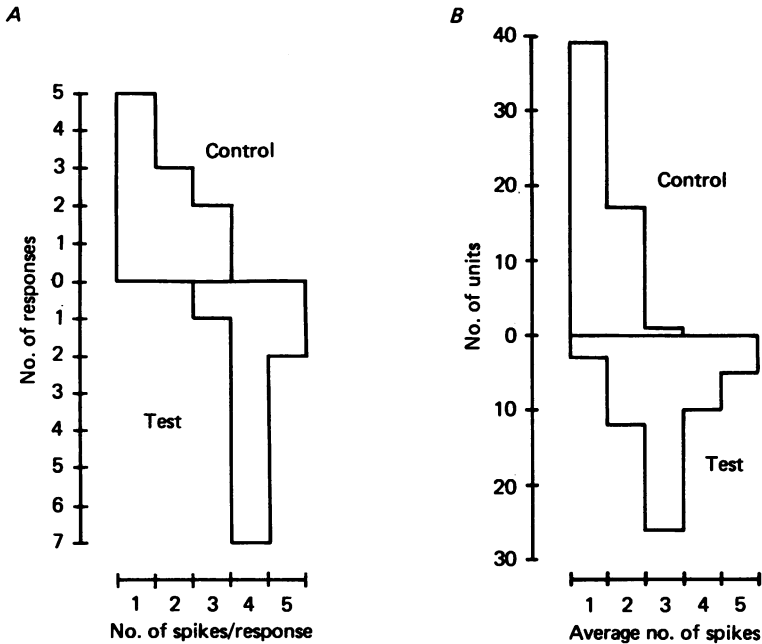 A
5
4
3
2
1
0
1
2
3
4
5
6
7
No. of responses
Control
Test
1 2 3 4 5
No. of spikes/response
B
40
30
20
10
0
10
20
30
No. of units
Control
Test
1 2 3 4 5
Average no. of spikes